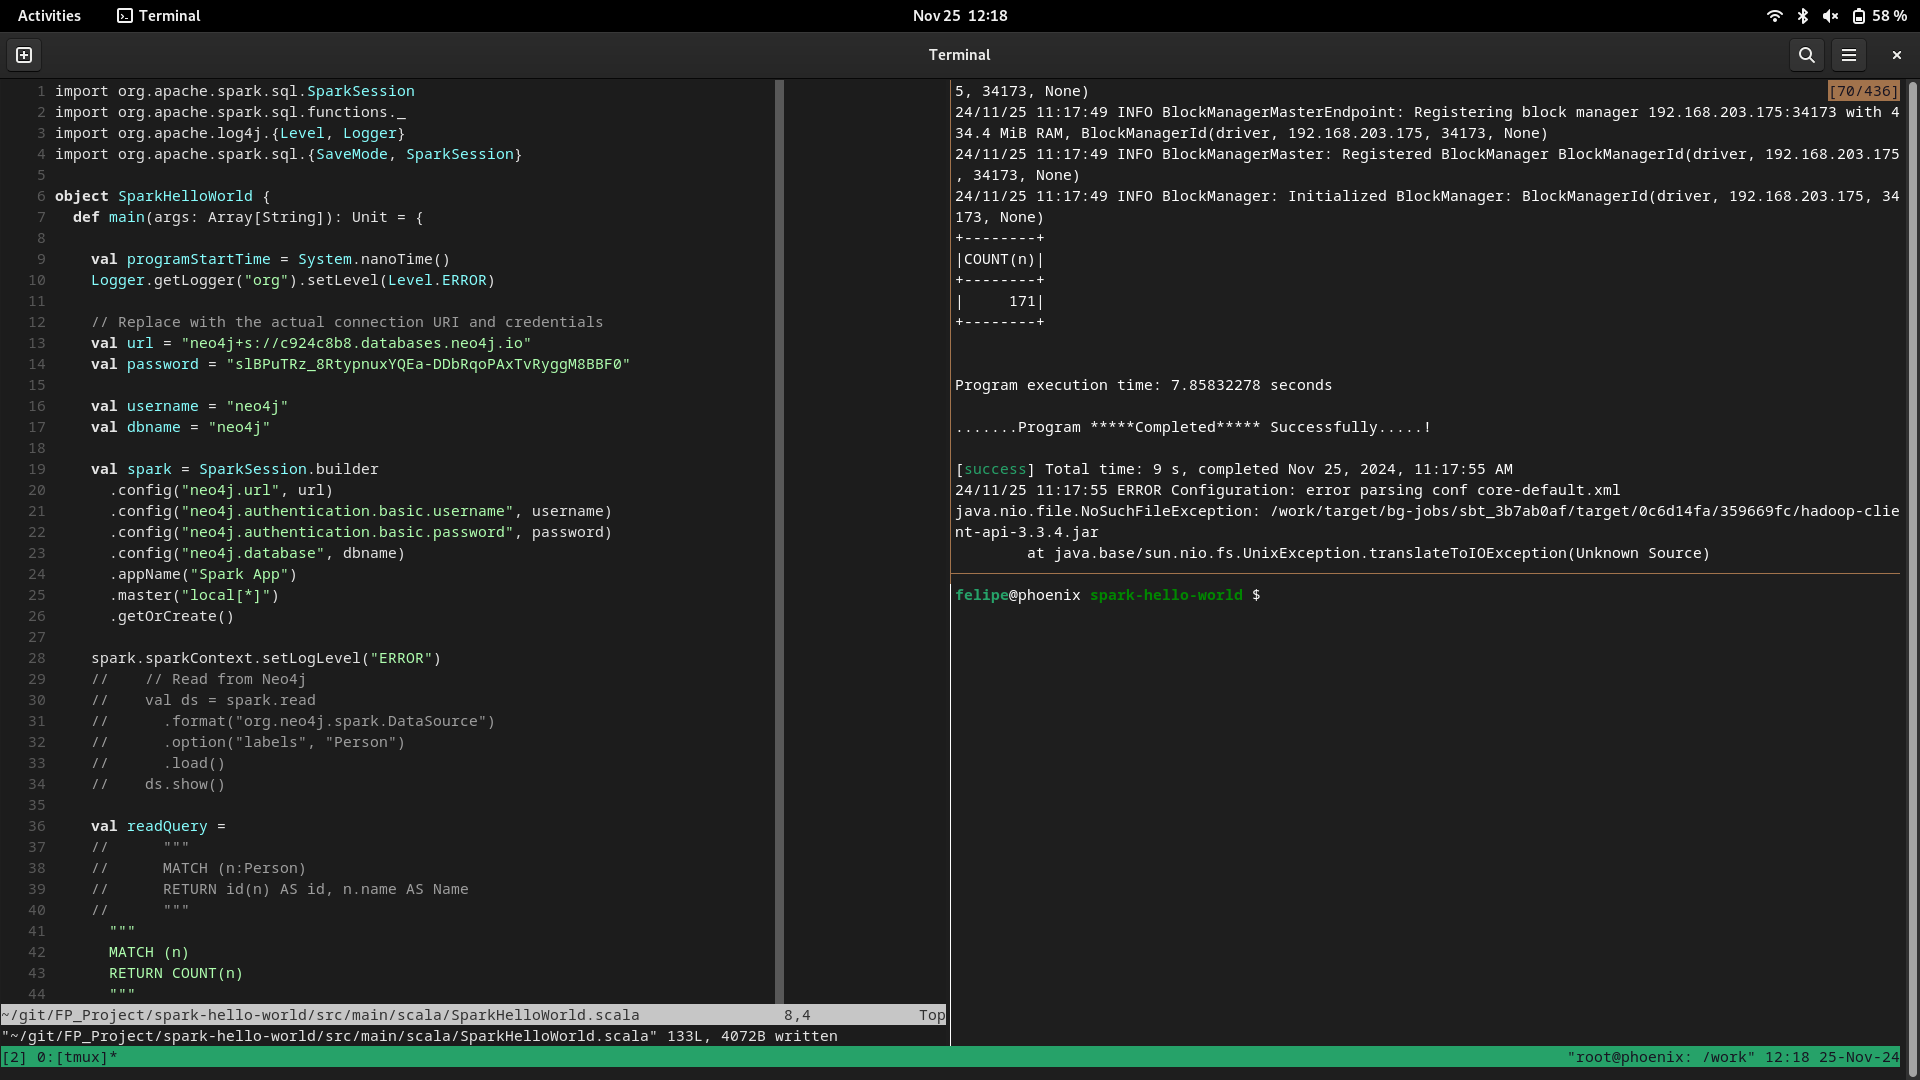 Activities Terminal Nov 25 12:18 58 %
Terminal
1 import org.apache.spark.sql.SparkSession
2 import org.apache.spark.sql.functions._
3 import org.apache.log4j.{Level, Logger}
4 import org.apache.spark.sql.{SaveMode, SparkSession}
5
6 object SparkHelloWorld {
7   def main(args: Array[String]): Unit = {
8
9     val programStartTime = System.nanoTime()
10     Logger.getLogger("org").setLevel(Level.ERROR)
11
12     // Replace with the actual connection URI and credentials
13     val url = "neo4j+s://c924c8b8.databases.neo4j.io"
14     val password = "slBPuTRz_8RtypnuxYQEa-DDbRqoPAxTvRyggM8BBF0"
15
16     val username = "neo4j"
17     val dbname = "neo4j"
18
19     val spark = SparkSession.builder
20       .config("neo4j.url", url)
21       .config("neo4j.authentication.basic.username", username)
22       .config("neo4j.authentication.basic.password", password)
23       .config("neo4j.database", dbname)
24       .appName("Spark App")
25       .master("local[*]")
26       .getOrCreate()
27
28     spark.sparkContext.setLogLevel("ERROR")
29     //    // Read from Neo4j
30     //    val ds = spark.read
31     //      .format("org.neo4j.spark.DataSource")
32     //      .option("labels", "Person")
33     //      .load()
34     //    ds.show()
35
36     val readQuery =
37     //      """
38     //      MATCH (n:Person)
39     //      RETURN id(n) AS id, n.name AS Name
40     //      """
41       """
42       MATCH (n)
43       RETURN COUNT(n)
44       """
~/git/FP_Project/spark-hello-world/src/main/scala/SparkHelloWorld.scala 8,4 Top
"~/git/FP_Project/spark-hello-world/src/main/scala/SparkHelloWorld.scala" 133L, 4072B written
5, 34173, None) [70/436]
24/11/25 11:17:49 INFO BlockManagerMasterEndpoint: Registering block manager 192.168.203.175:34173 with 4
34.4 MiB RAM, BlockManagerId(driver, 192.168.203.175, 34173, None)
24/11/25 11:17:49 INFO BlockManagerMaster: Registered BlockManager BlockManagerId(driver, 192.168.203.175
, 34173, None)
24/11/25 11:17:49 INFO BlockManager: Initialized BlockManager: BlockManagerId(driver, 192.168.203.175, 34
173, None)
+--------+
|COUNT(n)|
+--------+
|     171|
+--------+
Program execution time: 7.85832278 seconds
.......Program *****Completed***** Successfully.....!
[success] Total time: 9 s, completed Nov 25, 2024, 11:17:55 AM
24/11/25 11:17:55 ERROR Configuration: error parsing conf core-default.xml
java.nio.file.NoSuchFileException: /work/target/bg-jobs/sbt_3b7ab0af/target/0c6d14fa/359669fc/hadoop-clie
nt-api-3.3.4.jar
        at java.base/sun.nio.fs.UnixException.translateToIOException(Unknown Source)
felipe@phoenix spark-hello-world $
[2] 0:[tmux]* "root@phoenix: /work" 12:18 25-Nov-24